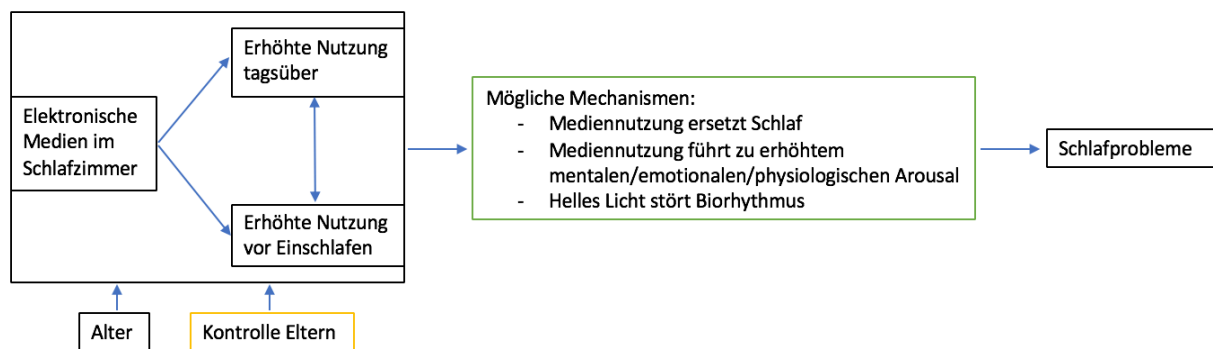 Elektronische
Medien im
Schlafzimmer
Erhöhte Nutzung
tagsüber
Erhöhte Nutzung
vor Einschlafen
Alter
Kontrolle Eltern
Mögliche Mechanismen:
- Mediennutzung ersetzt Schlaf
- Mediennutzung führt zu erhöhtem
mentalen/emotionalen/physiologischen Arousal
- Helles Licht stört Biorhythmus
Schlafprobleme